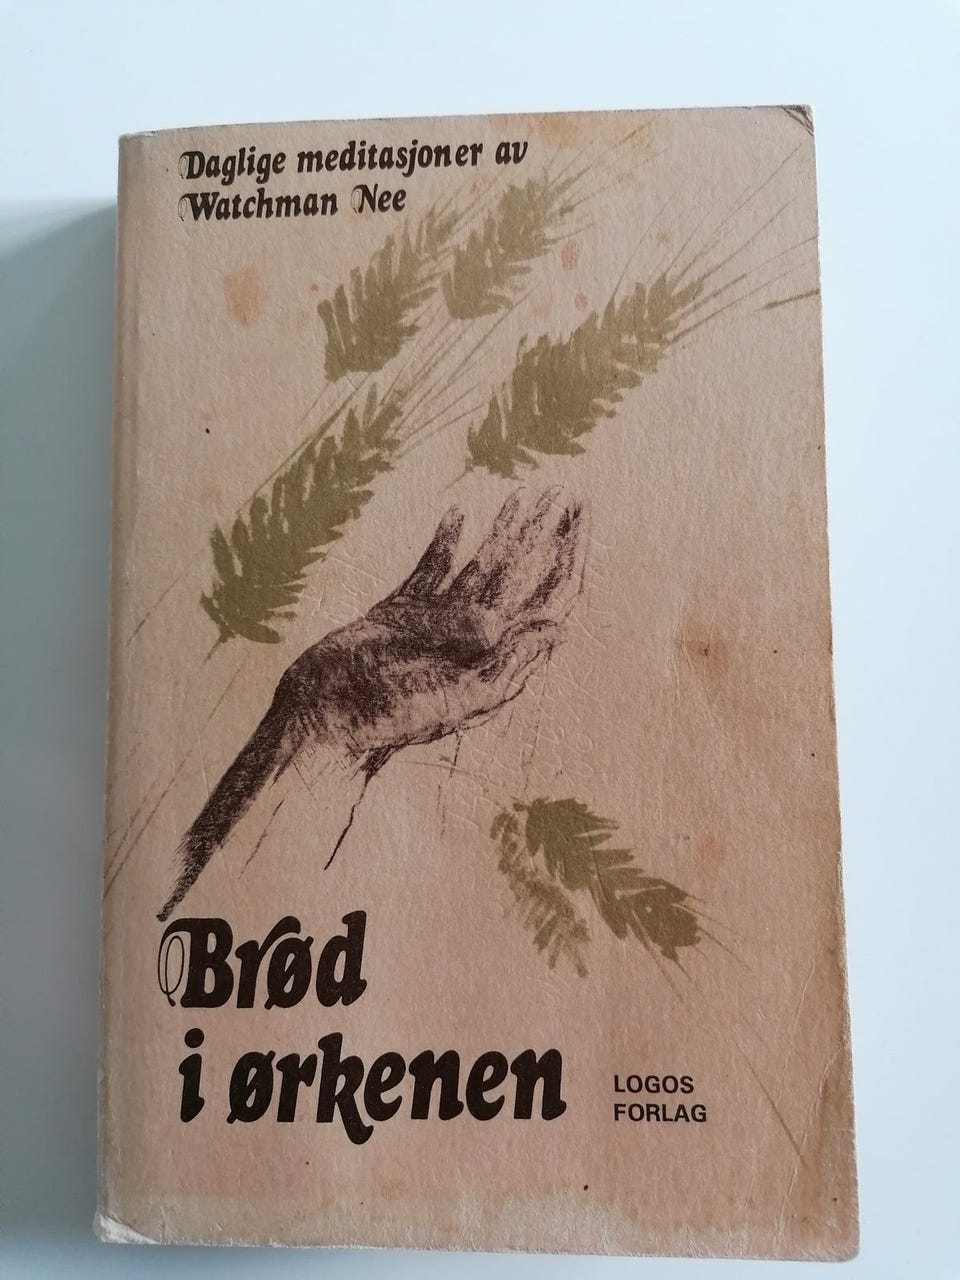 Daglige meditasjoner av
Watchman Nee
Brød
i ørkenen
LOGOS
FORLAG